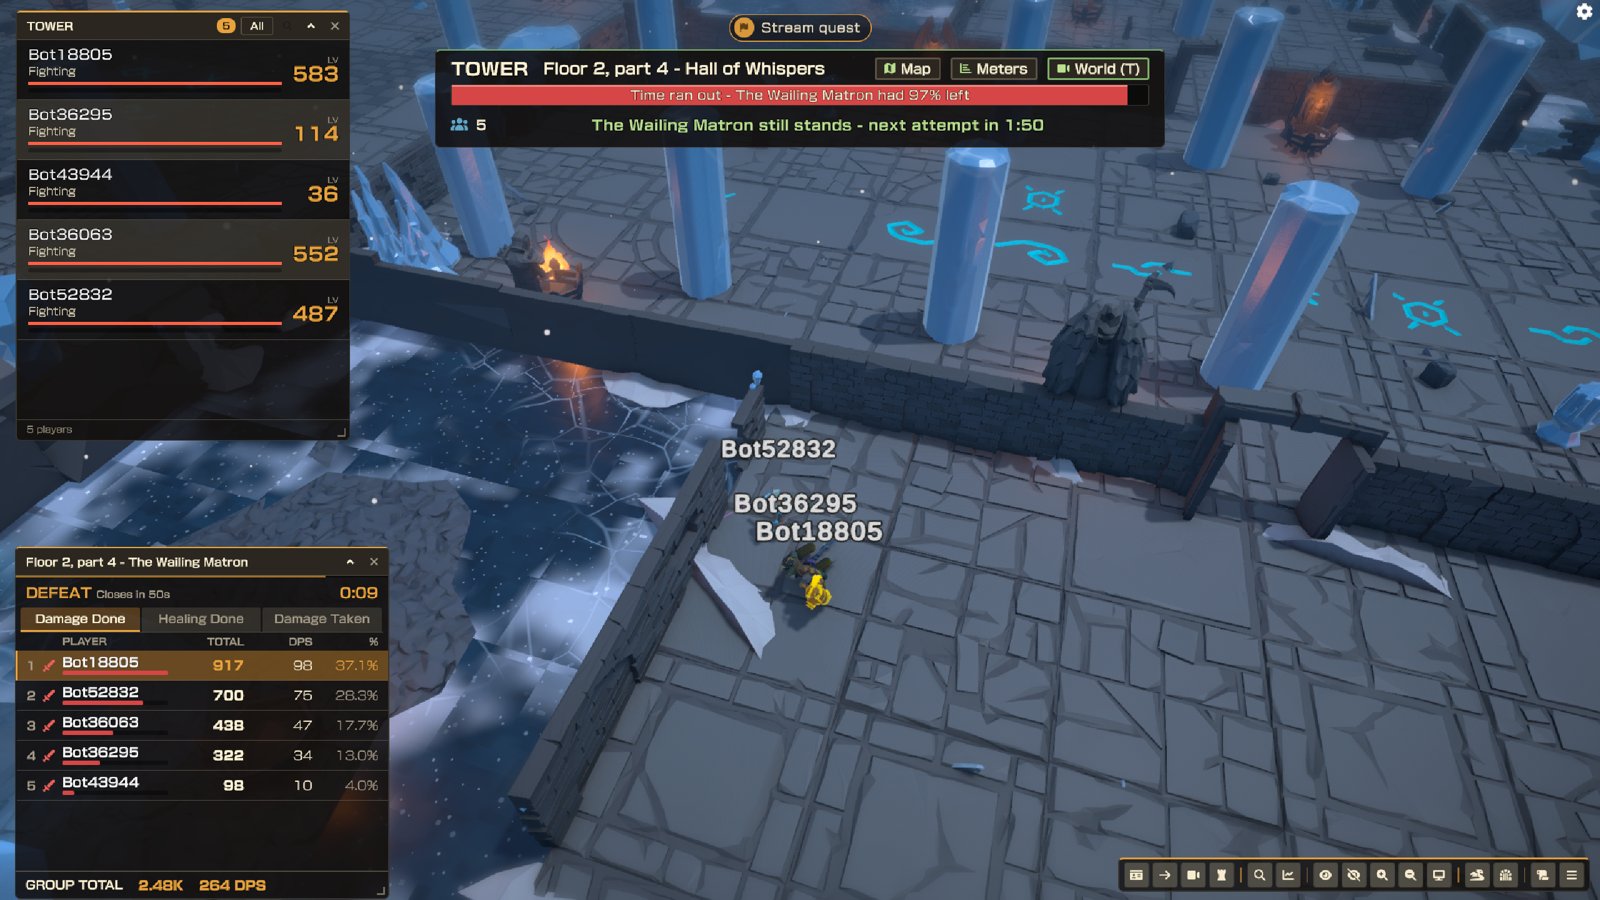 TOWER 5 All
Bot18805
Fighting
LV
583
Bot36295
Fighting
LV
114
Bot43944
Fighting
LV
36
Bot36063
Fighting
LV
552
Bot52832
Fighting
LV
487
5 players
Stream quest
TOWER Floor 2, part 4 - Hall of Whispers Map Meters World (T)
Time ran out - The Wailing Matron had 97% left
5 The Wailing Matron still stands - next attempt in 1:50
Bot52832
Bot36295
Bot18805
Floor 2, part 4 - The Wailing Matron
DEFEAT Closes in 50s 0:09
Damage Done Healing Done Damage Taken
PLAYER TOTAL DPS %
1 Bot18805 917 98 37.1%
2 Bot52832 700 75 28.3%
3 Bot36063 438 47 17.7%
4 Bot36295 322 34 13.0%
5 Bot43944 98 10 4.0%
GROUP TOTAL 2.48K 264 DPS